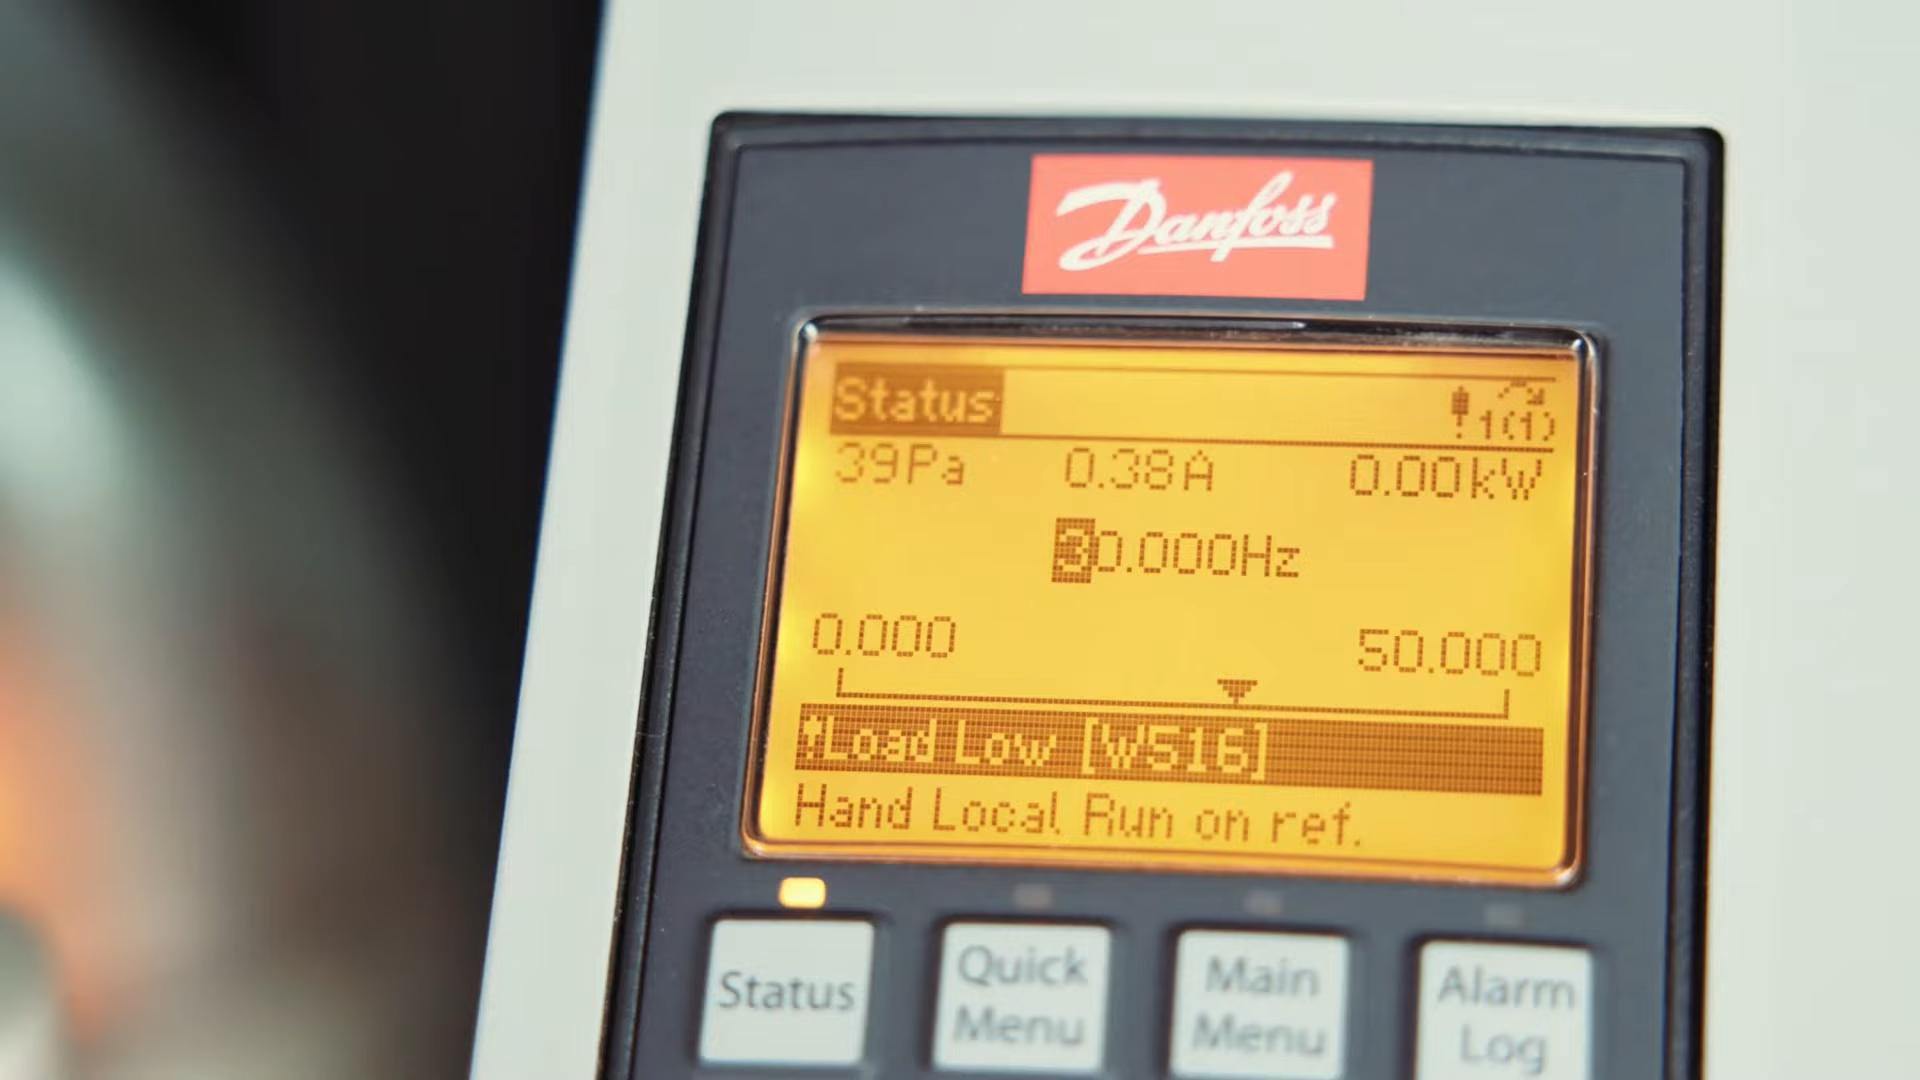 Danfoss
Status
!1(1)
39Pa 0.38A 0.00kW
30.000Hz
0.000 50.000
!Load Low [W516]
Hand Local Run on ref.
Status
Quick Menu
Main Menu
Alarm Log